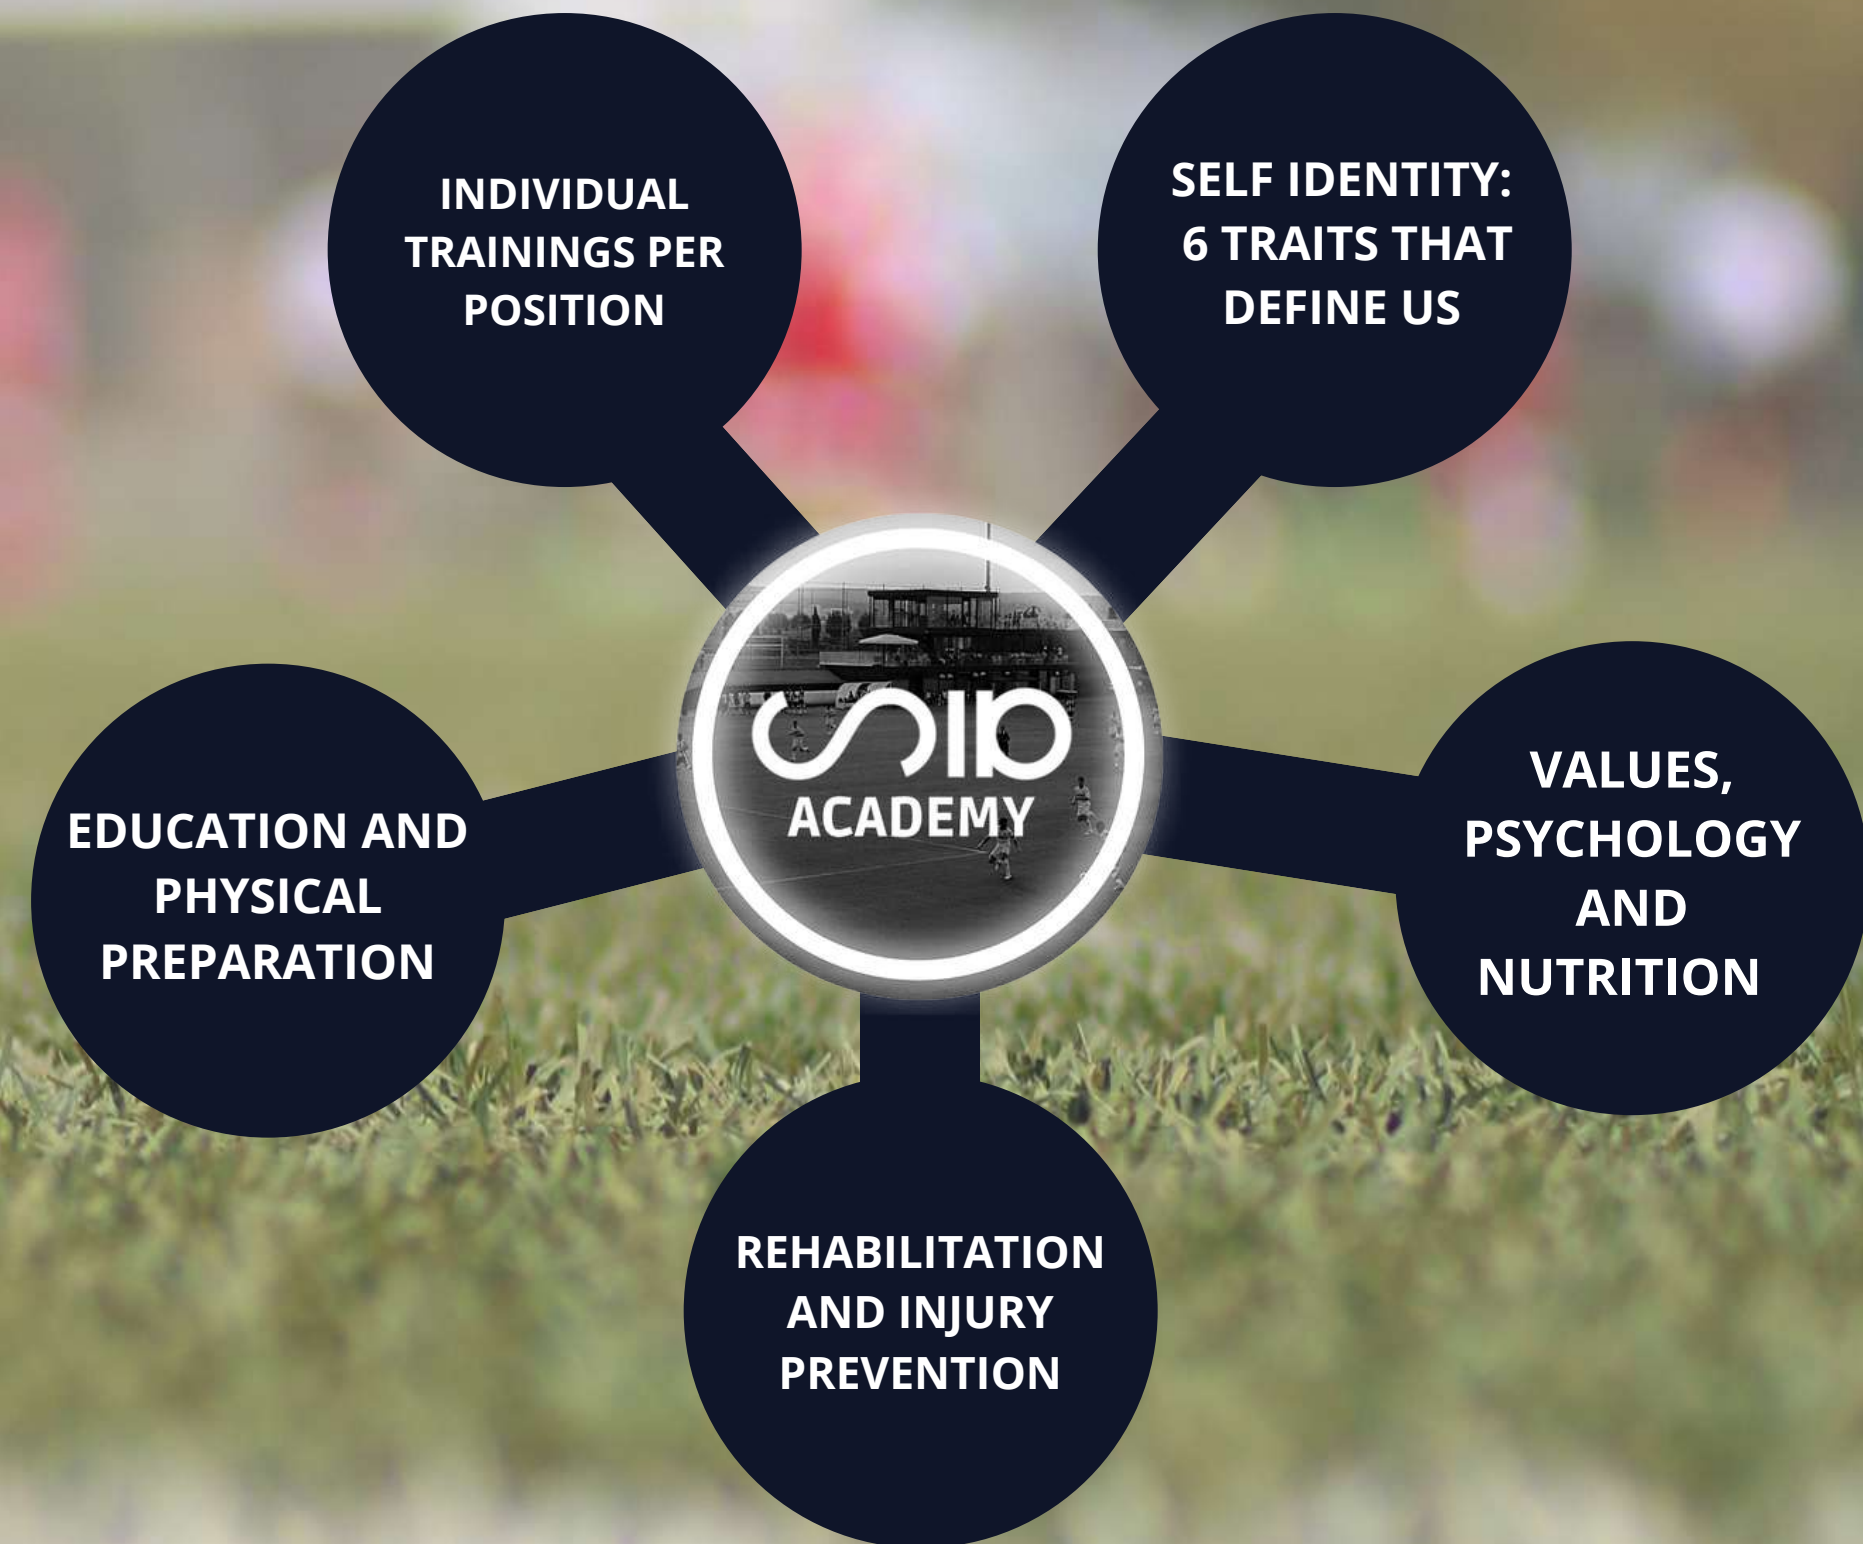 INDIVIDUAL
TRAININGS PER
POSITION
SELF IDENTITY:
6 TRAITS THAT
DEFINE US
EDUCATION AND
PHYSICAL
PREPARATION
ACADEMY
VALUES,
PSYCHOLOGY
AND
NUTRITION
REHABILITATION
AND INJURY
PREVENTION